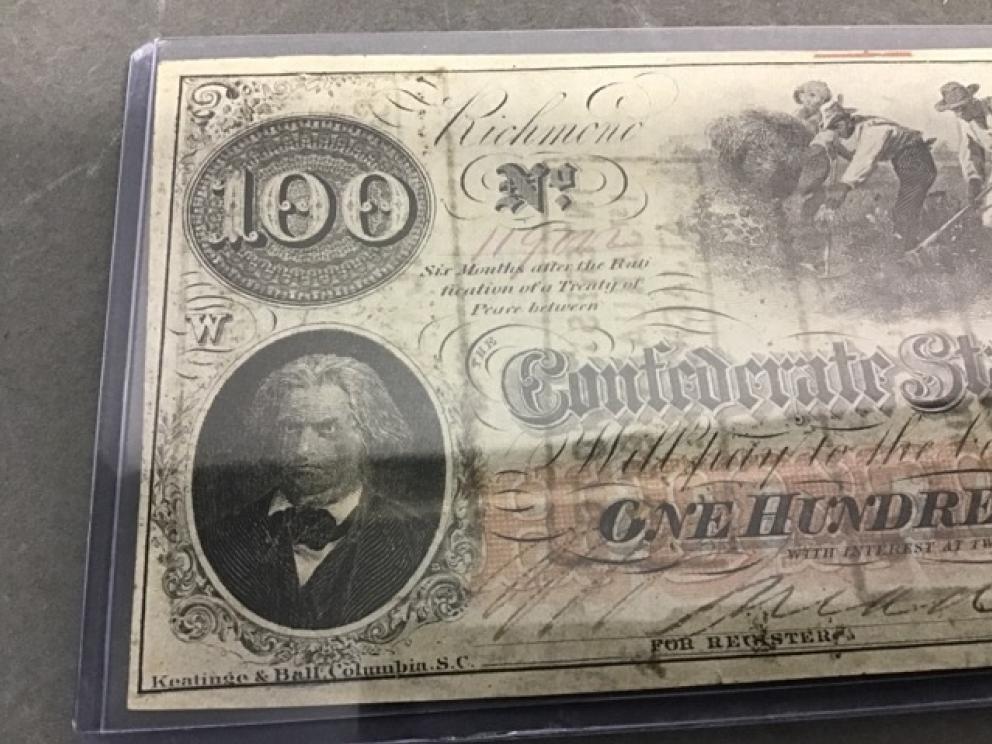 100
Richmond
No
Six Months after the Rati
fication of a Treaty of
Peace between
W
THE
Confederate St
Will pay to the b
ONE HUNDRE
WITH INTEREST AT TW
FOR REGISTER
Keatinge & Ball, Columbia, S.C.